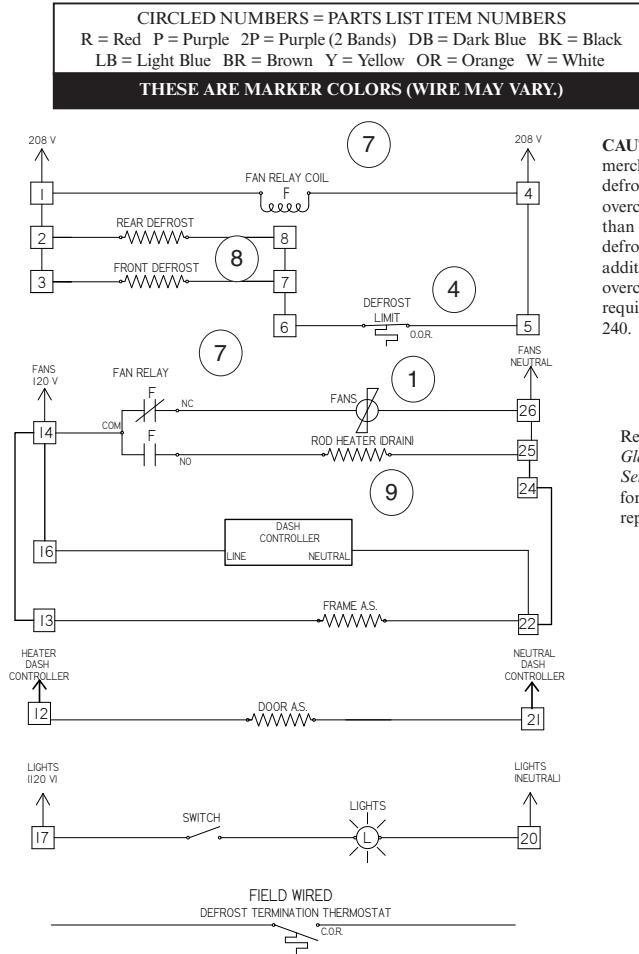 CIRCLED NUMBERS = PARTS LIST ITEM NUMBERS
R = Red P = Purple 2P = Purple (2 Bands) DB = Dark Blue BK = Black
LB = Light Blue BR = Brown Y = Yellow OR = Orange W = White
THESE ARE MARKER COLORS (WIRE MAY VARY.)
208 V
7
208 V
FAN RELAY COIL
F
1
4
2
REAR DEFROST
8
8
3
FRONT DEFROST
7
4
DEFROST
LIMIT
6
O.O.R.
5
7
FANS
120 V
FAN RELAY
F
NC
FANS
1
FANS
NEUTRAL
26
14
COM
F
NO
ROD HEATER (DRAIN)
25
24
9
16
DASH
CONTROLLER
LINE
NEUTRAL
13
FRAME A.S.
22
HEATER
DASH
CONTROLLER
NEUTRAL
DASH
CONTROLLER
12
DOOR A.S.
21
LIGHTS
(120 V)
LIGHTS
(NEUTRAL)
17
SWITCH
LIGHTS
L
20
FIELD WIRED
DEFROST TERMINATION THERMOSTAT
C.O.R.
CAU
merch
defro
overc
than
defro
addit
overc
requi
240.
Re
Gla
Se
for
rep